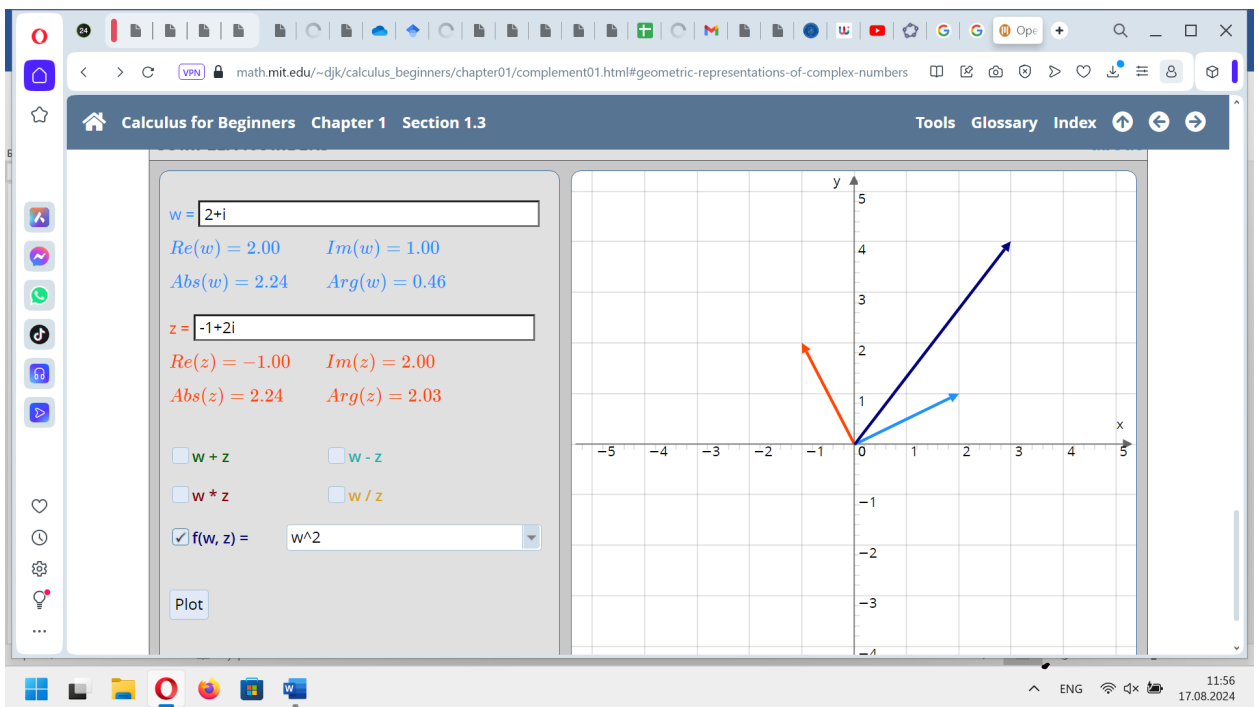 24
Ope
VPN math.mit.edu/~djk/calculus_beginners/chapter01/complement01.html#geometric-representations-of-complex-numbers
Calculus for Beginners Chapter 1 Section 1.3 Tools Glossary Index
w = 2+i
Re(w) = 2.00 Im(w) = 1.00
Abs(w) = 2.24 Arg(w) = 0.46
z = -1+2i
Re(z) = −1.00 Im(z) = 2.00
Abs(z) = 2.24 Arg(z) = 2.03
w + z w - z
w * z w / z
f(w, z) = w^2
Plot
y
5
4
3
2
1
x
−5 −4 −3 −2 −1 0 1 2 3 4 5
−1
−2
−3
−4
ENG 11:56
17.08.2024